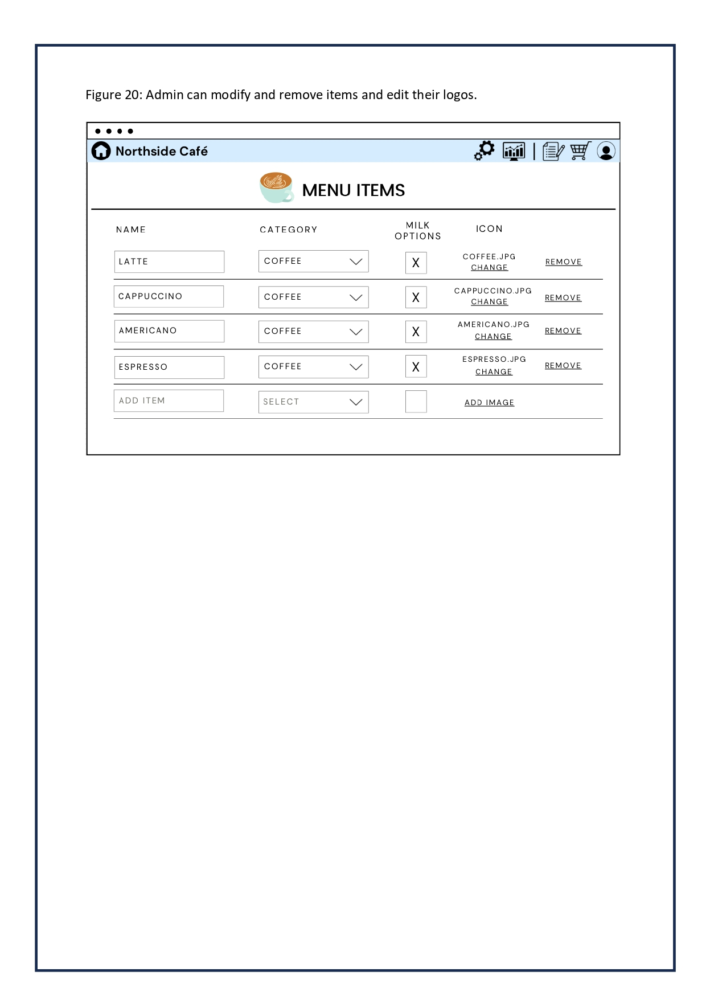 Figure 20: Admin can modify and remove items and edit their logos.
Northside Café
MENU ITEMS
NAME CATEGORY MILK OPTIONS ICON
LATTE COFFEE X COFFEE.JPG CHANGE REMOVE
CAPPUCCINO COFFEE X CAPPUCCINO.JPG CHANGE REMOVE
AMERICANO COFFEE X AMERICANO.JPG CHANGE REMOVE
ESPRESSO COFFEE X ESPRESSO.JPG CHANGE REMOVE
ADD ITEM SELECT ADD IMAGE